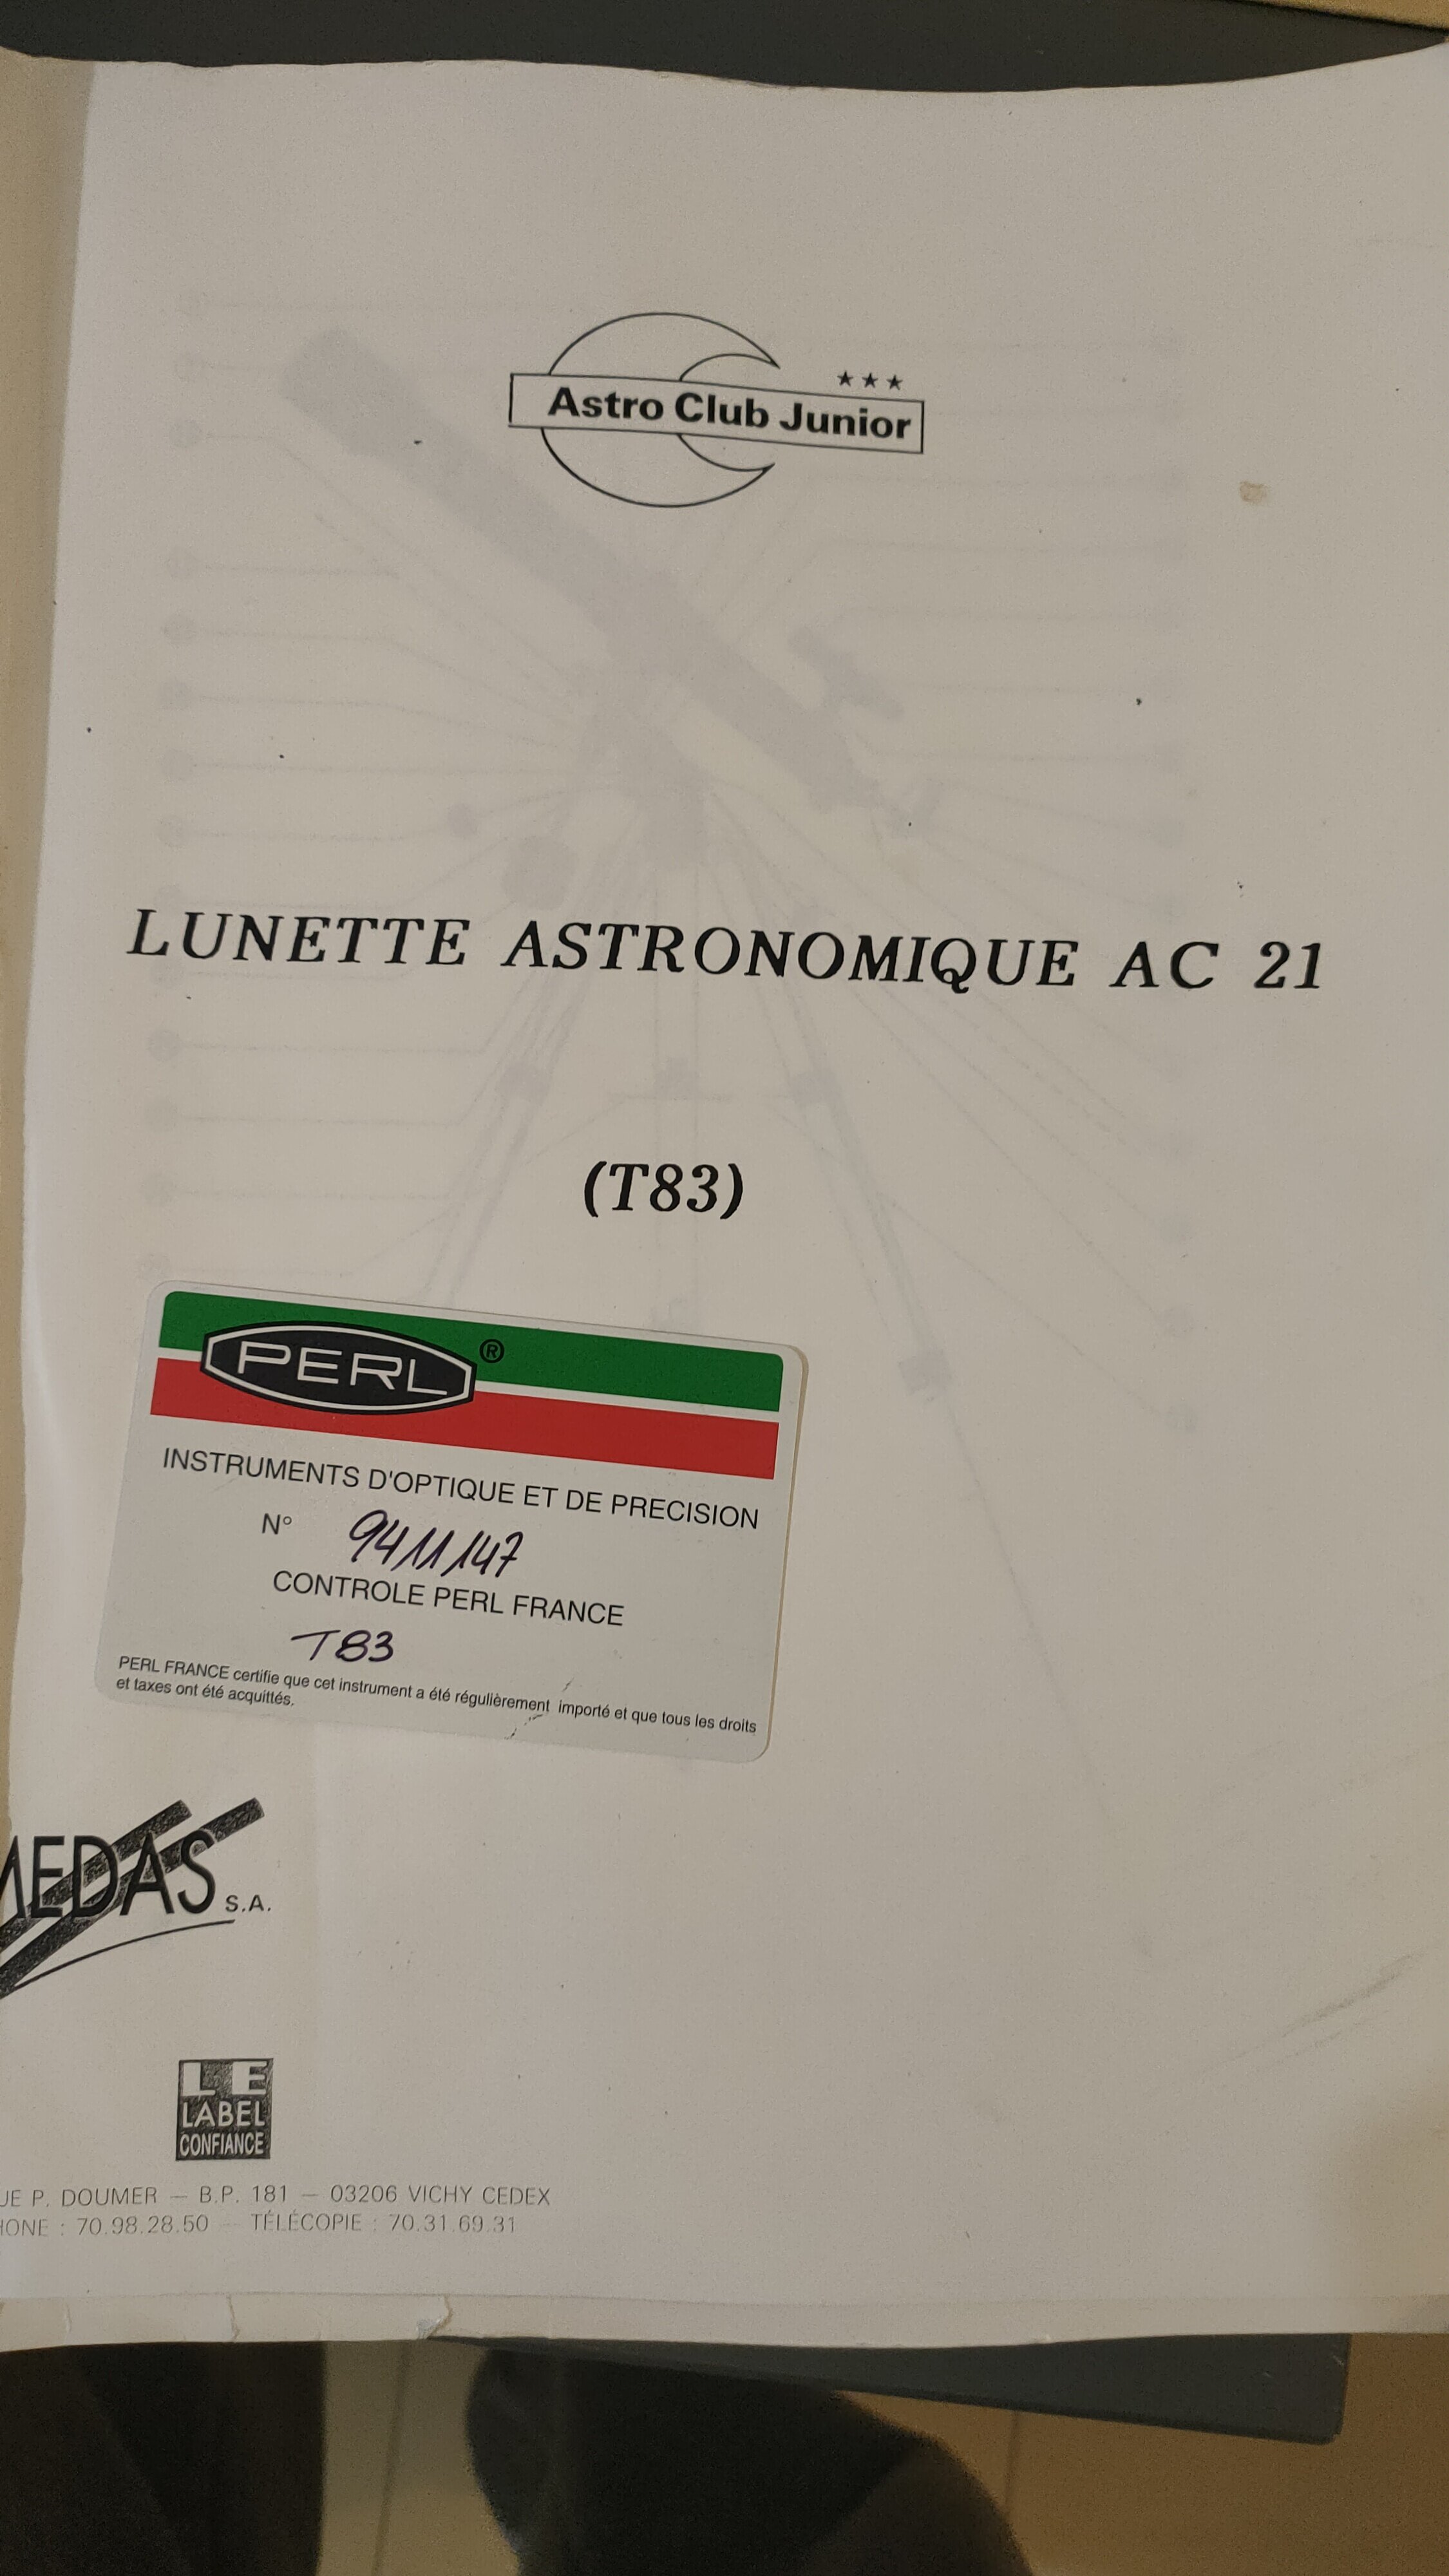 ★★★
Astro Club Junior
LUNETTE ASTRONOMIQUE AC 21
(T83)
PERL ®
INSTRUMENTS D'OPTIQUE ET DE PRECISION
N° 9411147
CONTROLE PERL FRANCE
T83
PERL FRANCE certifie que cet instrument a été régulièrement importé et que tous les droits
et taxes ont été acquittés.
MEDAS S.A.
LE
LABEL
CONFIANCE
P. DOUMER — B.P. 181 — 03206 VICHY CEDEX
: 70.98.28.50 — TÉLÉCOPIE : 70.31.69.31